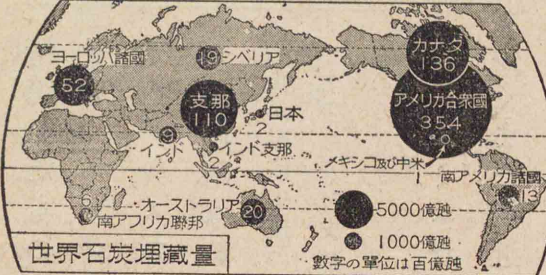 ヨーロッパ諸國
52
19 シベリア
カナダ
136
支那
110
日本
2
アメリカ合衆國
354
0
インド
9
インド支那
2
メキシコ及び中米
南アメリカ諸國
13
オーストラリア
20
6
南アフリカ聯邦
5000億瓲
1000億瓲
世界石炭埋藏量
数字の單位は百億瓲